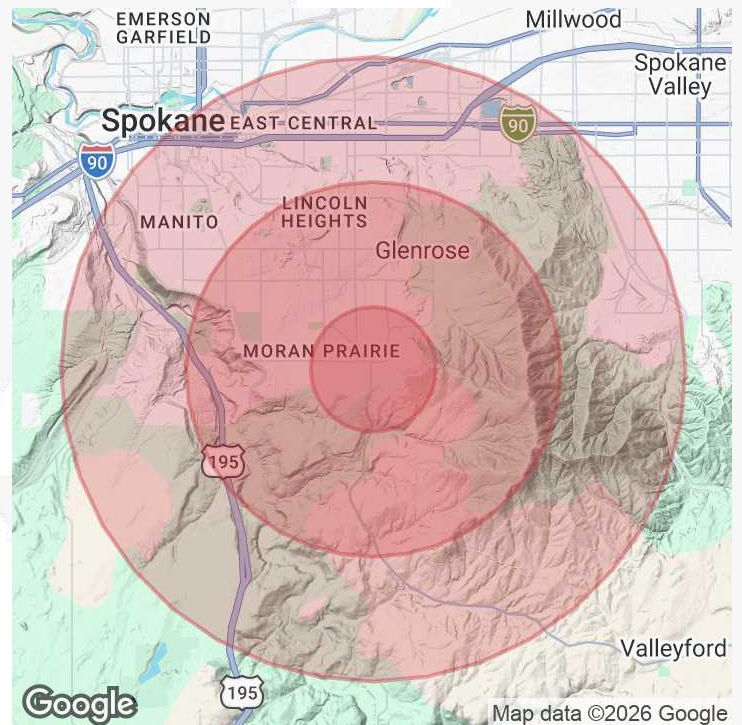 EMERSON
GARFIELD
Millwood
Spokane
Valley
Spokane
EAST CENTRAL
90
90
LINCOLN
HEIGHTS
MANITO
Glenrose
MORAN PRAIRIE
195
Valleyford
195
Google
Map data ©2026 Google